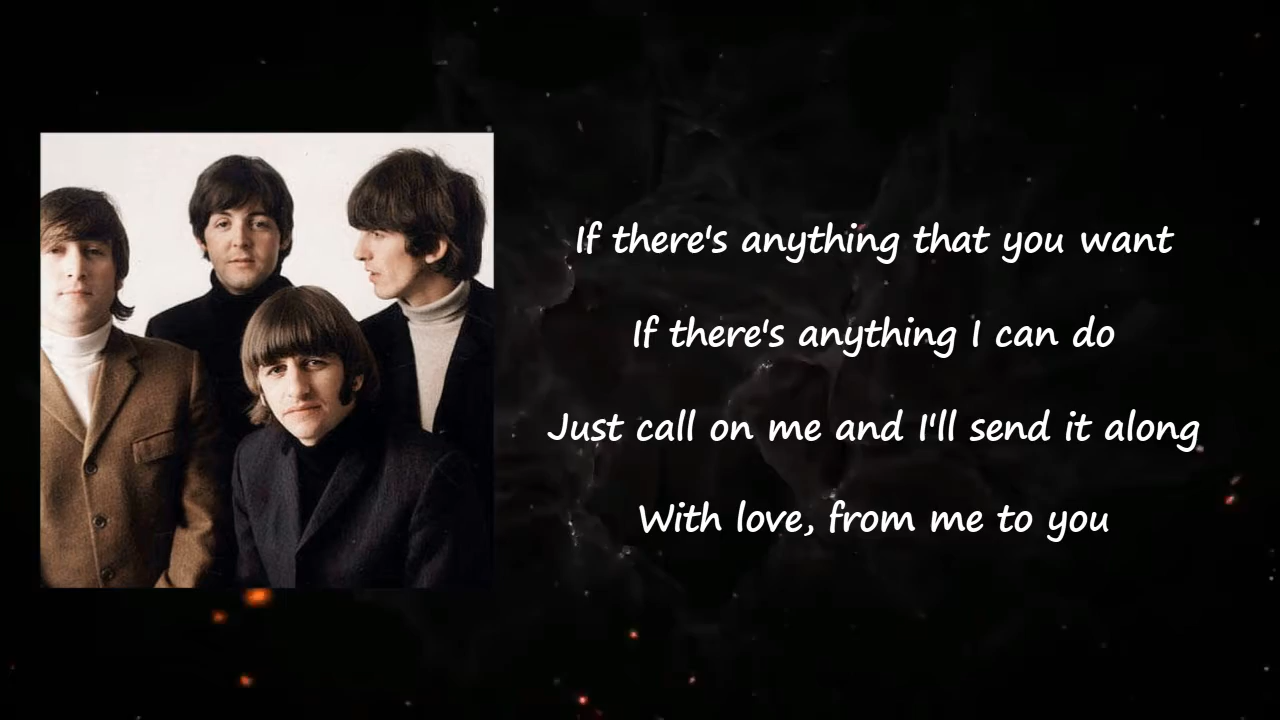 If there's anything that you want
If there's anything I can do
Just call on me and I'll send it along
With love, from me to you